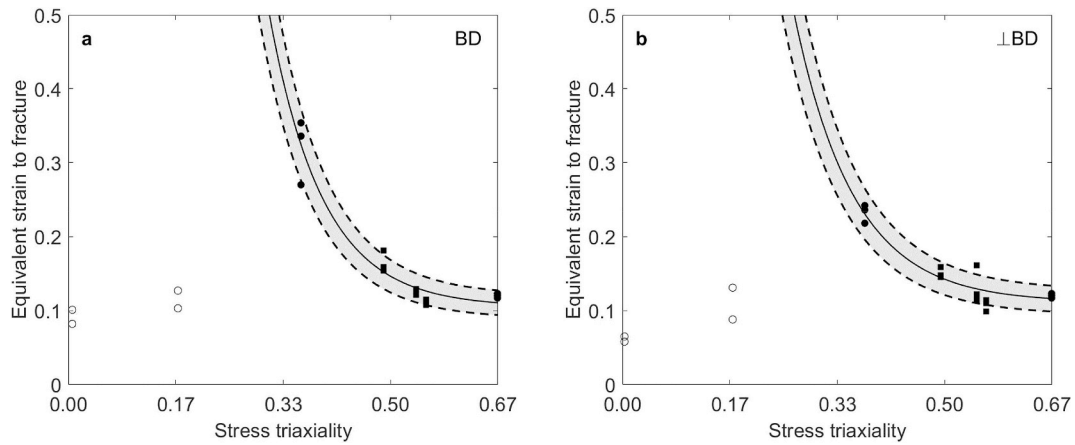 a
BD
Equivalent strain to fracture
0.5
0.4
0.3
0.2
0.1
0
0.00 0.17 0.33 0.50 0.67
Stress triaxiality
b
⊥BD
Equivalent strain to fracture
0.5
0.4
0.3
0.2
0.1
0
0.00 0.17 0.33 0.50 0.67
Stress triaxiality